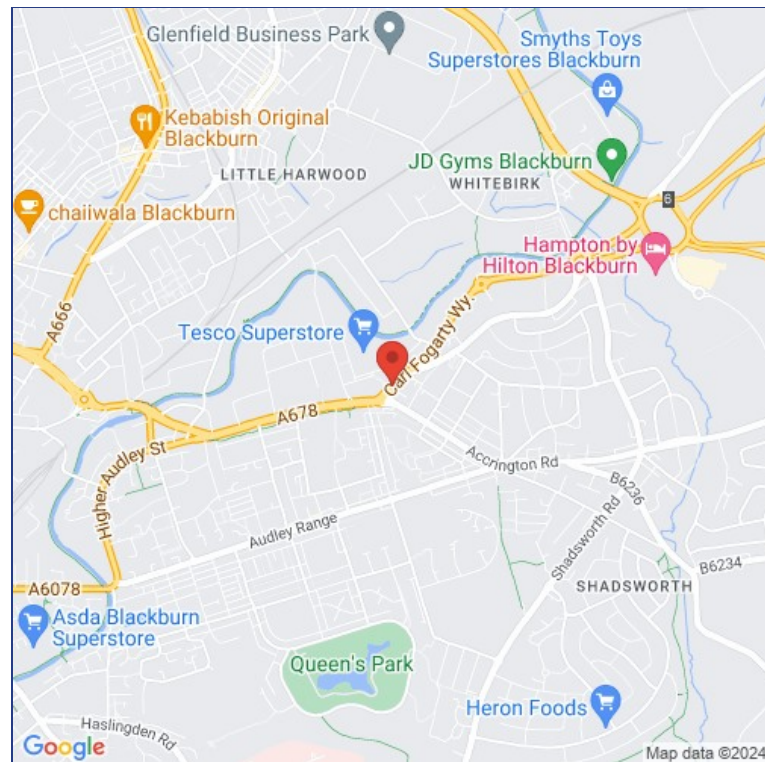 Glenfield Business Park
Smyths Toys
Superstores Blackburn
Kebabish Original
Blackburn
LITTLE HARWOOD
JD Gyms Blackburn
WHITEBIRK
6
chaiiwala Blackburn
Hampton by
Hilton Blackburn
A666
Tesco Superstore
Carl Fogarty Wy.
A678
Higher Audley St
Accrington Rd
B6236
Audley Range
Shadsworth Rd
B6234
A6078
SHADSWORTH
Asda Blackburn
Superstore
Queen's Park
Heron Foods
Haslingden Rd
Google
Map data ©2024